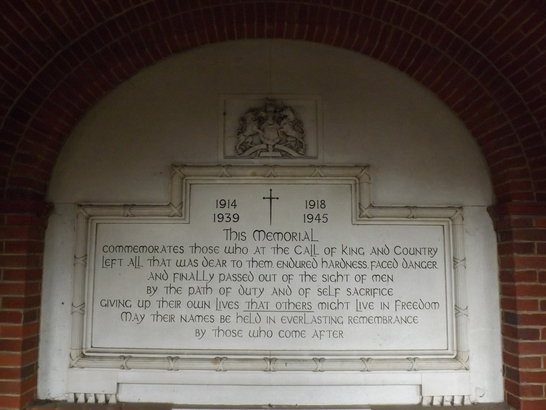 1914 1918
1939 1945
This Memorial
commemorates those who at the call of King and Country
left all that was dear to them endured hardness faced danger
and finally passed out of the sight of men
by the path of duty and of self sacrifice
giving up their own lives that others might live in Freedom
May their names be held in everlasting remembrance
by those who come after